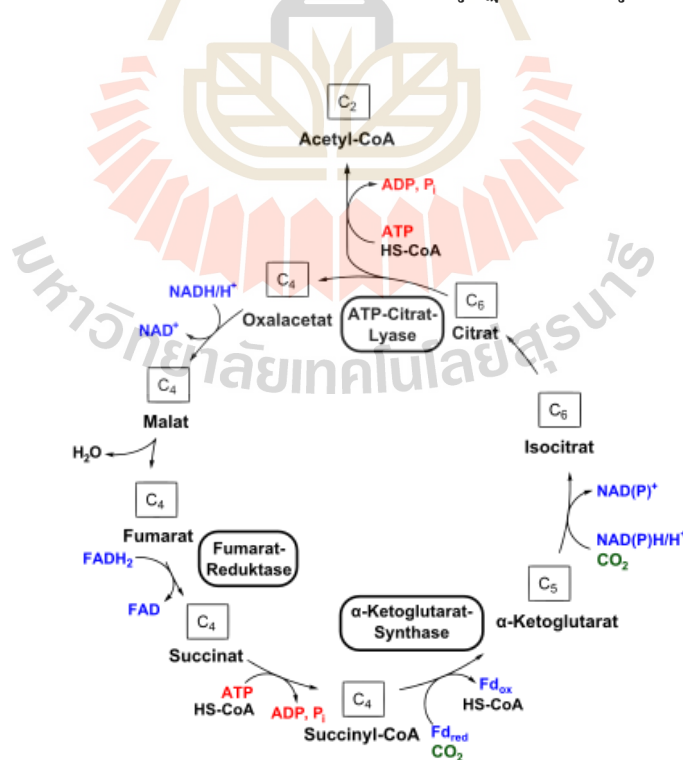 C₂
Acetyl-CoA
ADP, Pᵢ
ATP
HS-CoA
C₄
Oxalacetat
ATP-Citrat-
Lyase
C₆
Citrat
NADH/H⁺
NAD⁺
C₄
Malat
H₂O
C₄
Fumarat
Fumarat-
Reduktase
FADH₂
FAD
C₄
Succinat
ATP
HS-CoA
ADP, Pᵢ
C₄
Succinyl-CoA
α-Ketoglutarat-
Synthase
Fd_ox
HS-CoA
Fd_red
CO₂
C₅
α-Ketoglutarat
NAD(P)⁺
NAD(P)H/H⁺
CO₂
C₆
Isocitrat
มหาวิทยาลัยเทคโนโลยีสุรนารี